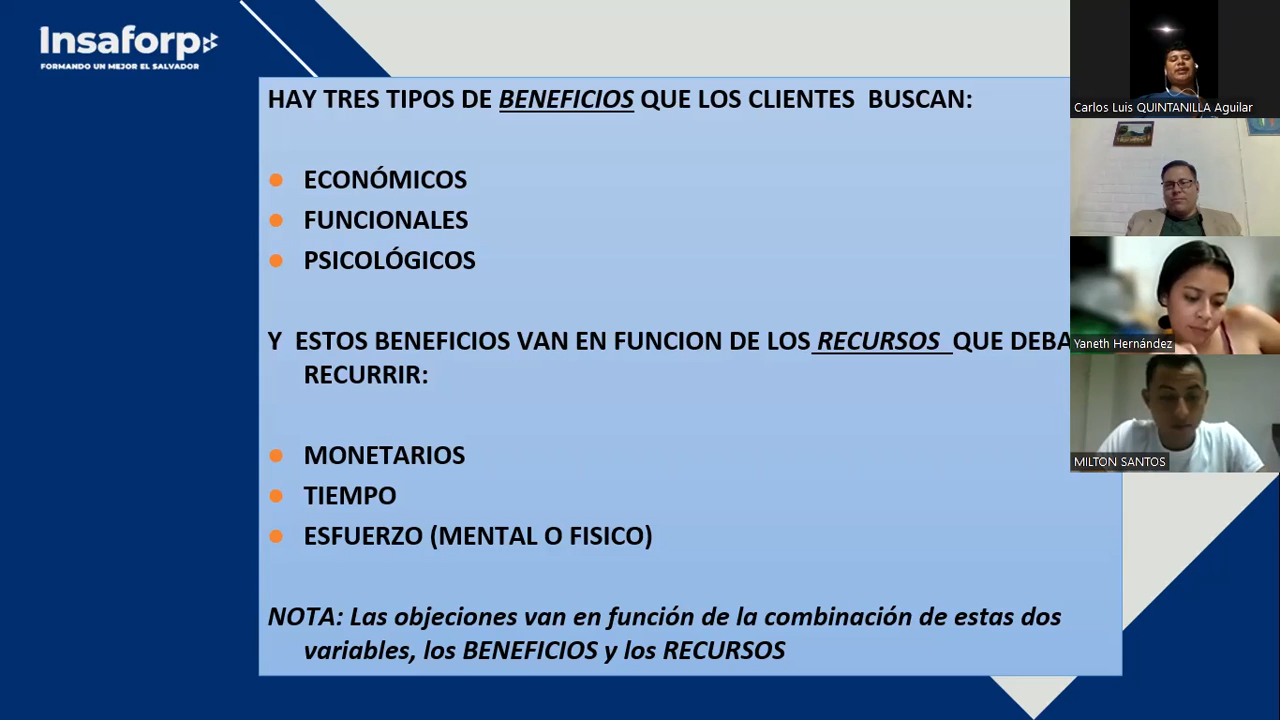 Insaforp
FORMANDO UN MEJOR EL SALVADOR
HAY TRES TIPOS DE BENEFICIOS QUE LOS CLIENTES BUSCAN:
ECONÓMICOS
FUNCIONALES
PSICOLÓGICOS
Y ESTOS BENEFICIOS VAN EN FUNCION DE LOS RECURSOS QUE DEBA
RECURRIR:
MONETARIOS
TIEMPO
ESFUERZO (MENTAL O FISICO)
NOTA: Las objeciones van en función de la combinación de estas dos
variables, los BENEFICIOS y los RECURSOS
Carlos Luis QUINTANILLA Aguilar
Yaneth Hernández
MILTON SANTOS